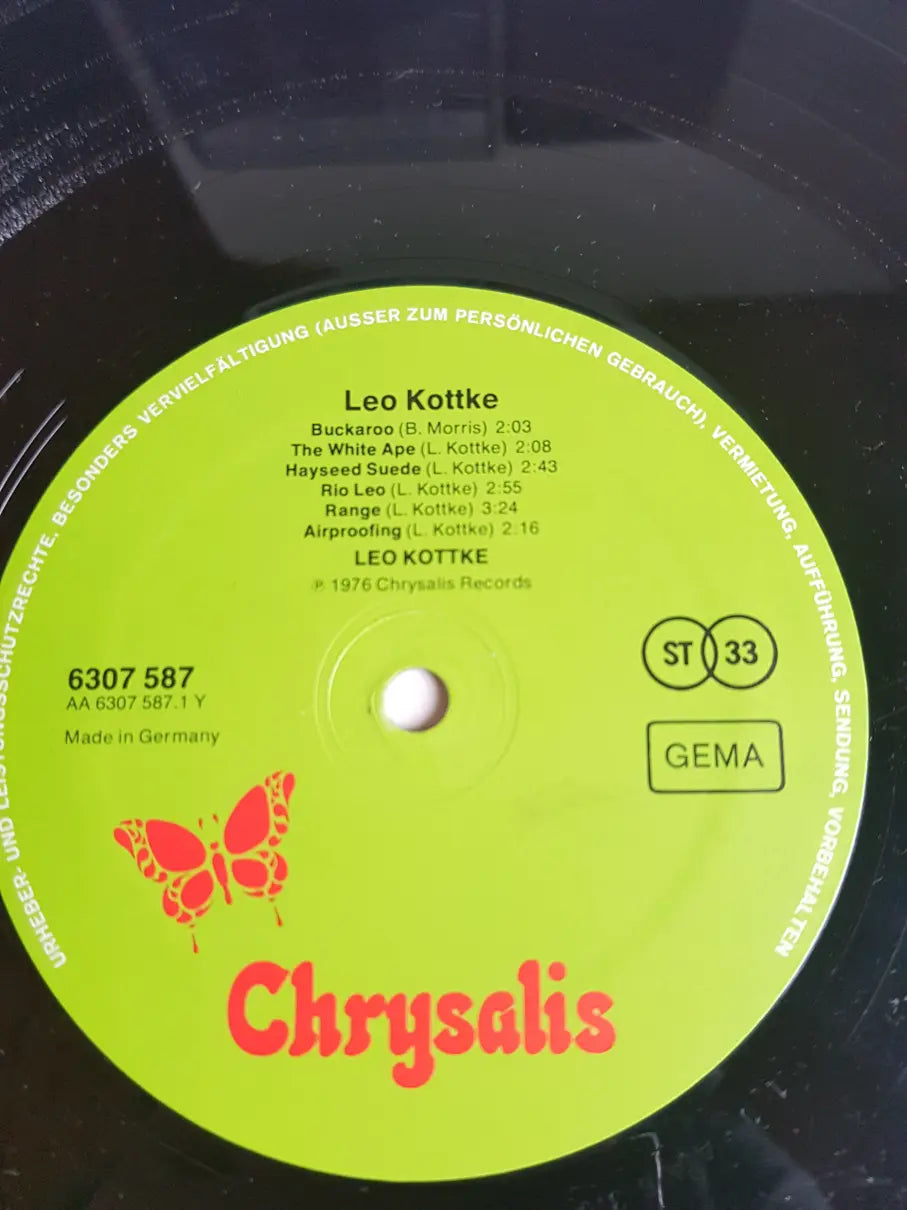 URHEBER- UND LEISTUNGSSCHUTZRECHTE, BESONDERS VERVIELFÄLTIGUNG (AUSSER ZUM PERSÖNLICHEN GEBRAUCH), VERMIETUNG, AUFFÜHRUNG, SENDUNG, VORBEHALTEN
Leo Kottke
Buckaroo (B. Morris) 2:03
The White Ape (L. Kottke) 2:08
Hayseed Suede (L. Kottke) 2:43
Rio Leo (L. Kottke) 2:55
Range (L. Kottke) 3:24
Airproofing (L. Kottke) 2.16
LEO KOTTKE
℗ 1976 Chrysalis Records
ST 33
6307 587
AA 6307 587.1 Y
Made in Germany
GEMA
Chrysalis